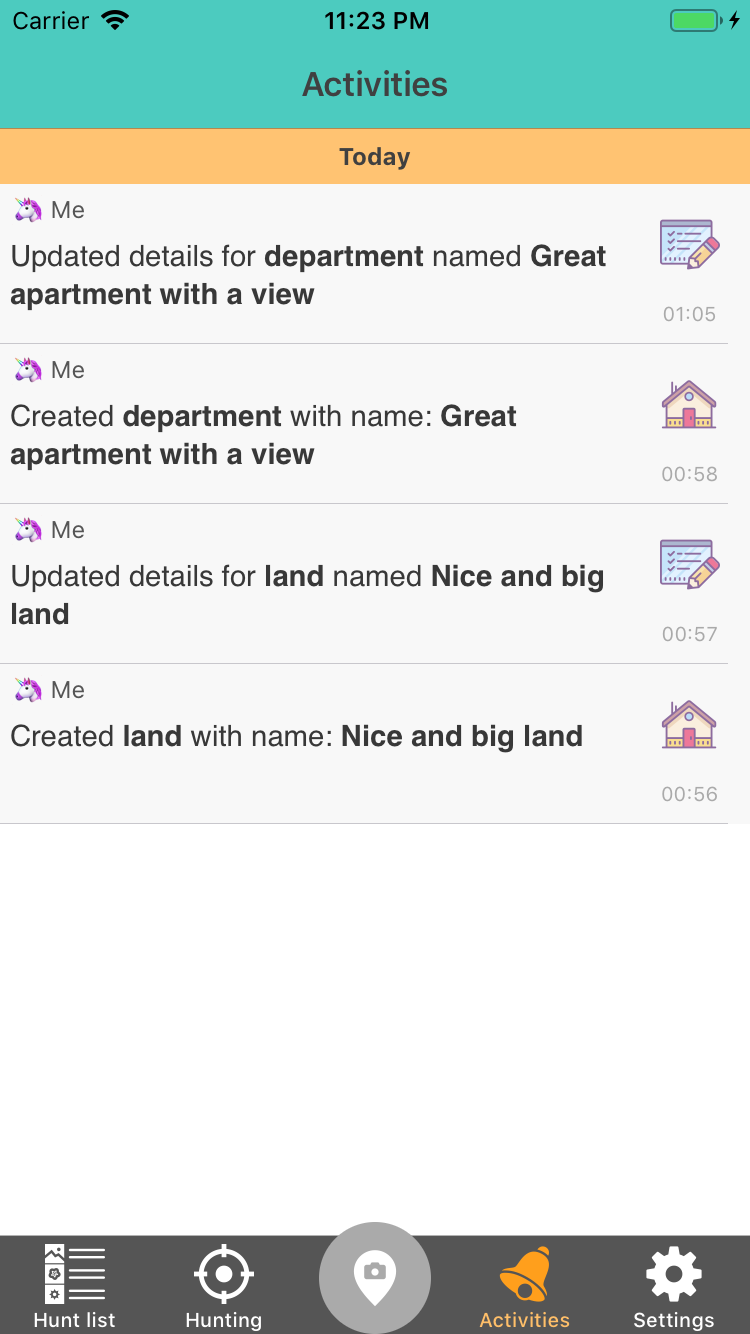 Carrier 11:23 PM
Activities
Today
Me
Updated details for department named Great
apartment with a view
01:05
Me
Created department with name: Great
apartment with a view
00:58
Me
Updated details for land named Nice and big
land
00:57
Me
Created land with name: Nice and big land
00:56
Hunt list Hunting Activities Settings